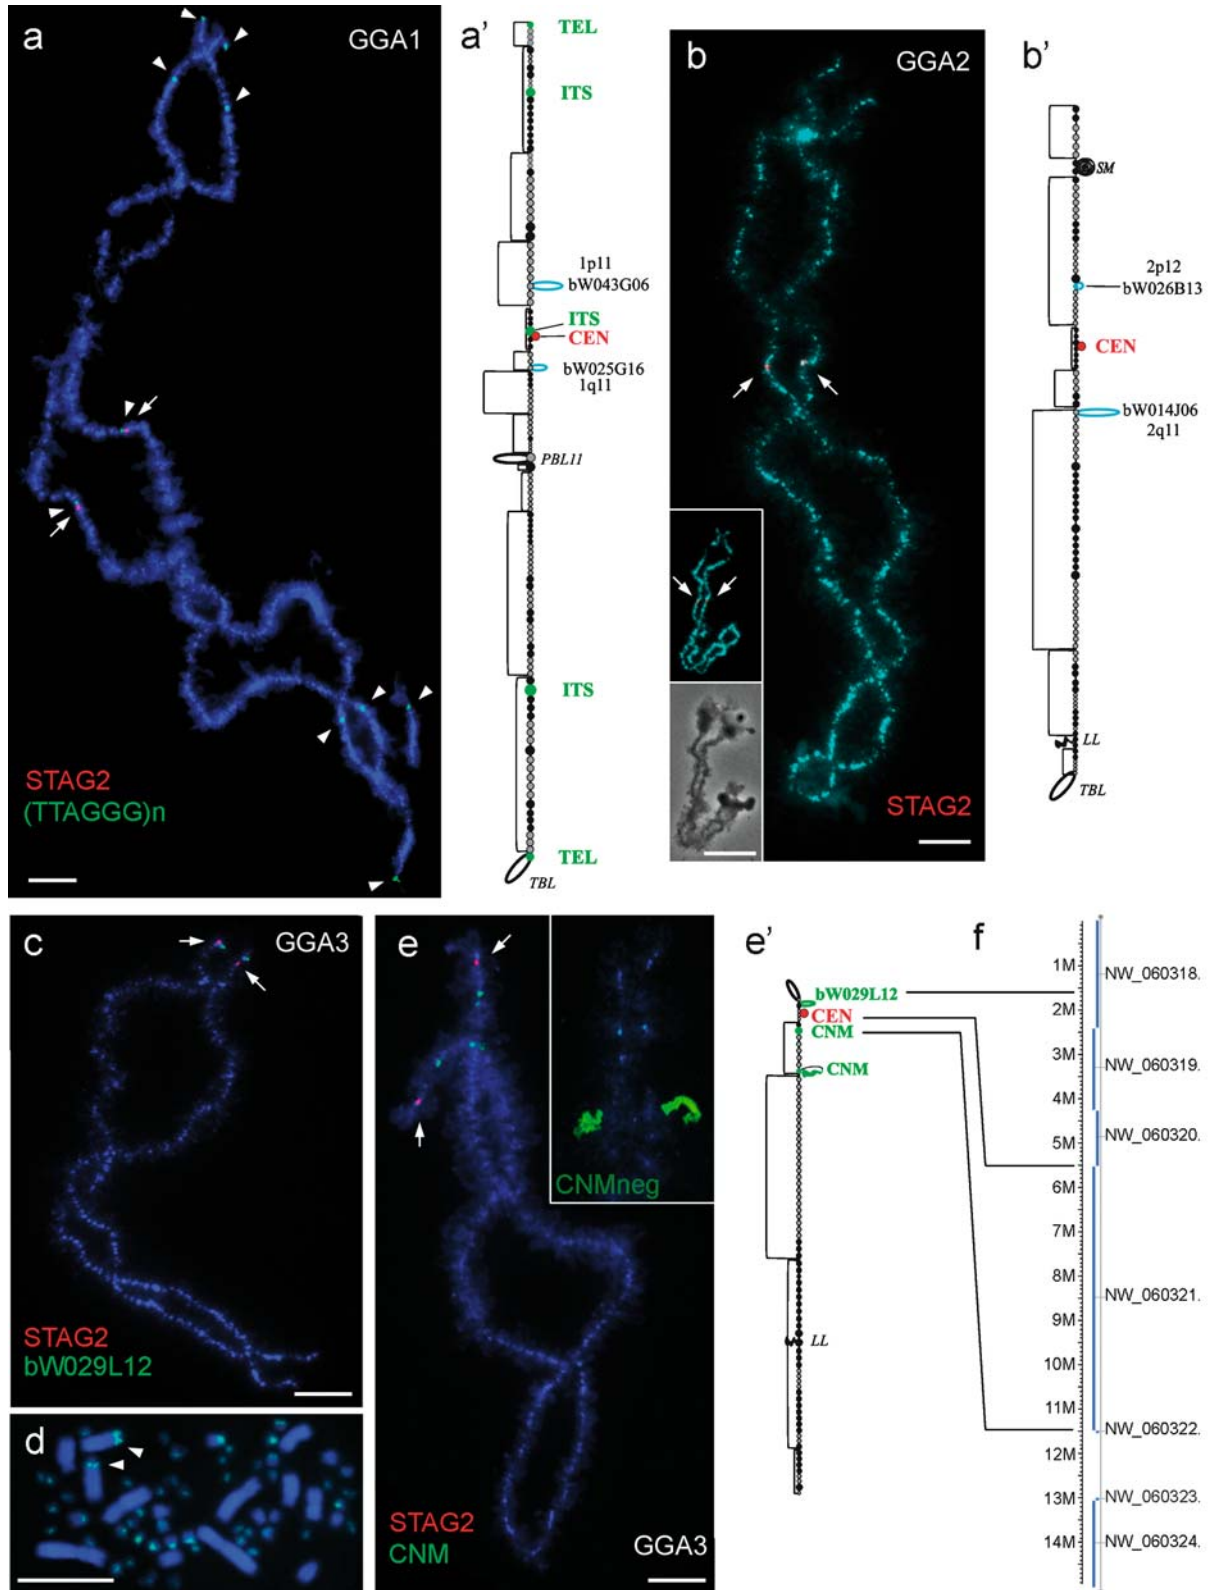 a
GGA1
STAG2
(TTAGGG)n
a'
TEL
ITS
1p11
bW043G06
ITS
CEN
bW025G16
1q11
PBL11
ITS
TEL
TBL
b
GGA2
STAG2
b'
SM
2p12
bW026B13
CEN
bW014J06
2q11
LL
TBL
c
GGA3
STAG2
bW029L12
d
e
CNMneg
STAG2
CNM
GGA3
e'
bW029L12
CEN
CNM
CNM
LL
f
1M
NW_060318.
2M
3M
NW_060319.
4M
NW_060320.
5M
6M
7M
8M
NW_060321.
9M
10M
11M
NW_060322.
12M
13M
NW_060323.
14M
NW_060324.